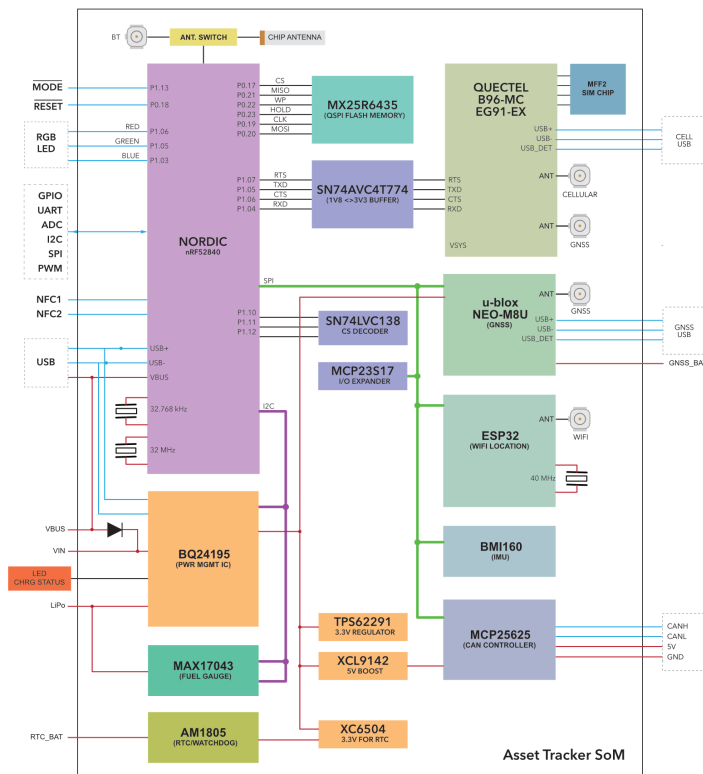 BT
ANT. SWITCH
CHIP ANTENNA
MODE
RESET
RGB
LED
RED
GREEN
BLUE
GPIO
UART
ADC
I2C
SPI
PWM
NFC1
NFC2
USB
P1.13
P0.18
P1.06
P1.05
P1.03
NORDIC
nRF52840
USB+
USB-
VBUS
32.768 kHz
32 MHz
P0.17
P0.21
P0.22
P0.23
P0.19
P0.20
CS
MISO
WP
HOLD
CLK
MOSI
MX25R6435
(QSPI FLASH MEMORY)
P1.07
P1.05
P1.06
P1.04
RTS
TXD
CTS
RXD
SN74AVC4T774
(1V8 <>3V3 BUFFER)
SPI
P1.10
P1.11
P1.12
SN74LVC138
CS DECODER
MCP23S17
I/O EXPANDER
I2C
QUECTEL
B96-MC
EG91-EX
MFF2
SIM CHIP
USB+
USB-
USB_DET
CELL
USB
RTS
TXD
CTS
RXD
ANT
CELLULAR
ANT
GNSS
VSYS
u-blox
NEO-M8U
(GNSS)
ANT
GNSS
USB+
USB-
USB_DET
GNSS
USB
GNSS_BA
ESP32
(WIFI LOCATION)
ANT
WIFI
40 MHz
BMI160
(IMU)
MCP25625
(CAN CONTROLLER)
CANH
CANL
5V
GND
VBUS
VIN
LED
CHRG STATUS
LiPo
RTC_BAT
BQ24195
(PWR MGMT IC)
MAX17043
(FUEL GAUGE)
AM1805
(RTC/WATCHDOG)
TPS62291
3.3V REGULATOR
XCL9142
5V BOOST
XC6504
3.3V FOR RTC
Asset Tracker SoM